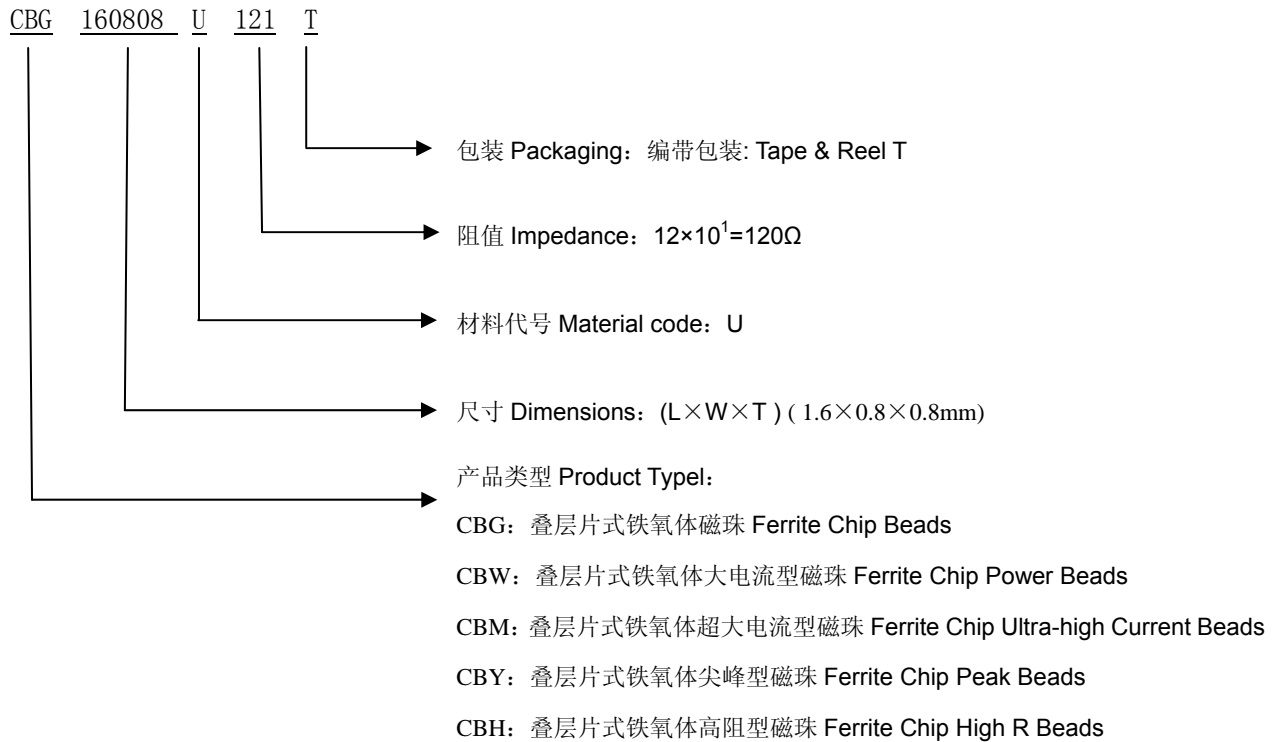 CBG 160808 U 121 T
包装 Packaging：编带包装: Tape & Reel T
阻值 Impedance：12×10¹=120Ω
材料代号 Material code：U
尺寸 Dimensions：(L×W×T ) ( 1.6×0.8×0.8mm)
产品类型 Product Typel：
CBG：叠层片式铁氧体磁珠 Ferrite Chip Beads
CBW：叠层片式铁氧体大电流型磁珠 Ferrite Chip Power Beads
CBM：叠层片式铁氧体超大电流型磁珠 Ferrite Chip Ultra-high Current Beads
CBY：叠层片式铁氧体尖峰型磁珠 Ferrite Chip Peak Beads
CBH：叠层片式铁氧体高阻型磁珠 Ferrite Chip High R Beads